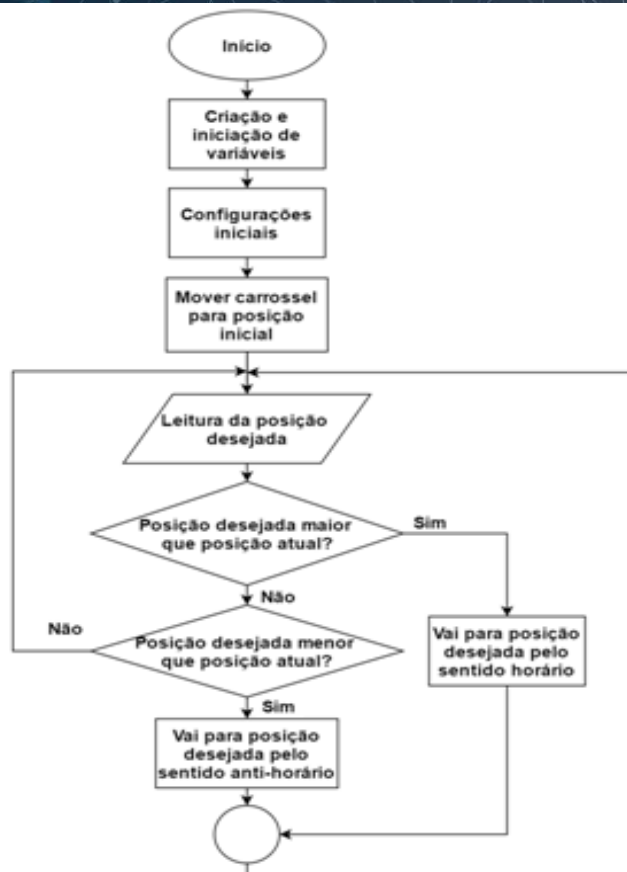 Início
Criação e
iniciação de
variáveis
Configurações
iniciais
Mover carrossel
para posição
inicial
Leitura da posição
desejada
Posição desejada maior
que posição atual?
Sim
Não
Posição desejada menor
que posição atual?
Não
Vai para posição
desejada pelo
sentido horário
Sim
Vai para posição
desejada pelo
sentido anti-horário